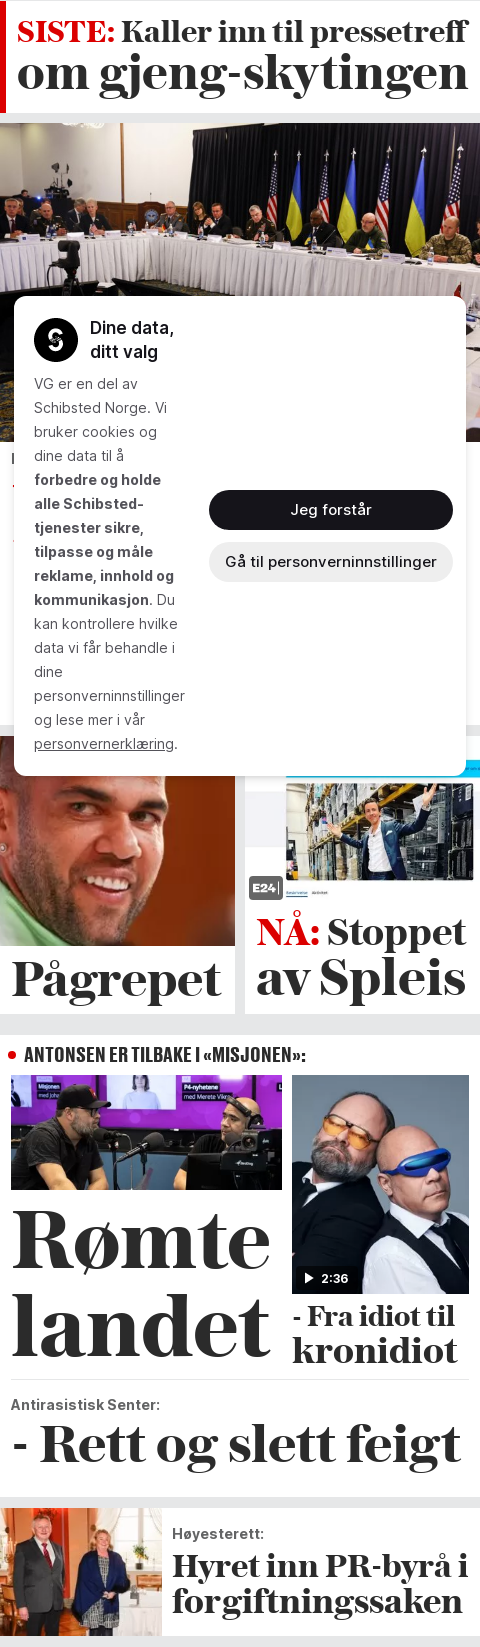 SISTE: Kaller inn til pressetreff
om gjeng-skytingen
Dine data,
ditt valg
VG er en del av
Schibsted Norge. Vi
bruker cookies og
dine data til å
forbedre og holde
alle Schibsted-
tjenester sikre,
tilpasse og måle
reklame, innhold og
kommunikasjon. Du
kan kontrollere hvilke
data vi får behandle i
dine
personverninnstillinger
og lese mer i vår
personvernerklæring.
Jeg forstår
Gå til personverninnstillinger
Pågrepet
E24
NÅ: Stoppet
av Spleis
ANTONSEN ER TILBAKE I «MISJONEN»:
Misjonen
P4-nyhetene
med Merete Vik
Rømte
landet
2:36
- Fra idiot til
kronidiot
Antirasistisk Senter:
- Rett og slett feigt
Høyesterett:
Hyret inn PR-byrå i
forgiftningssaken